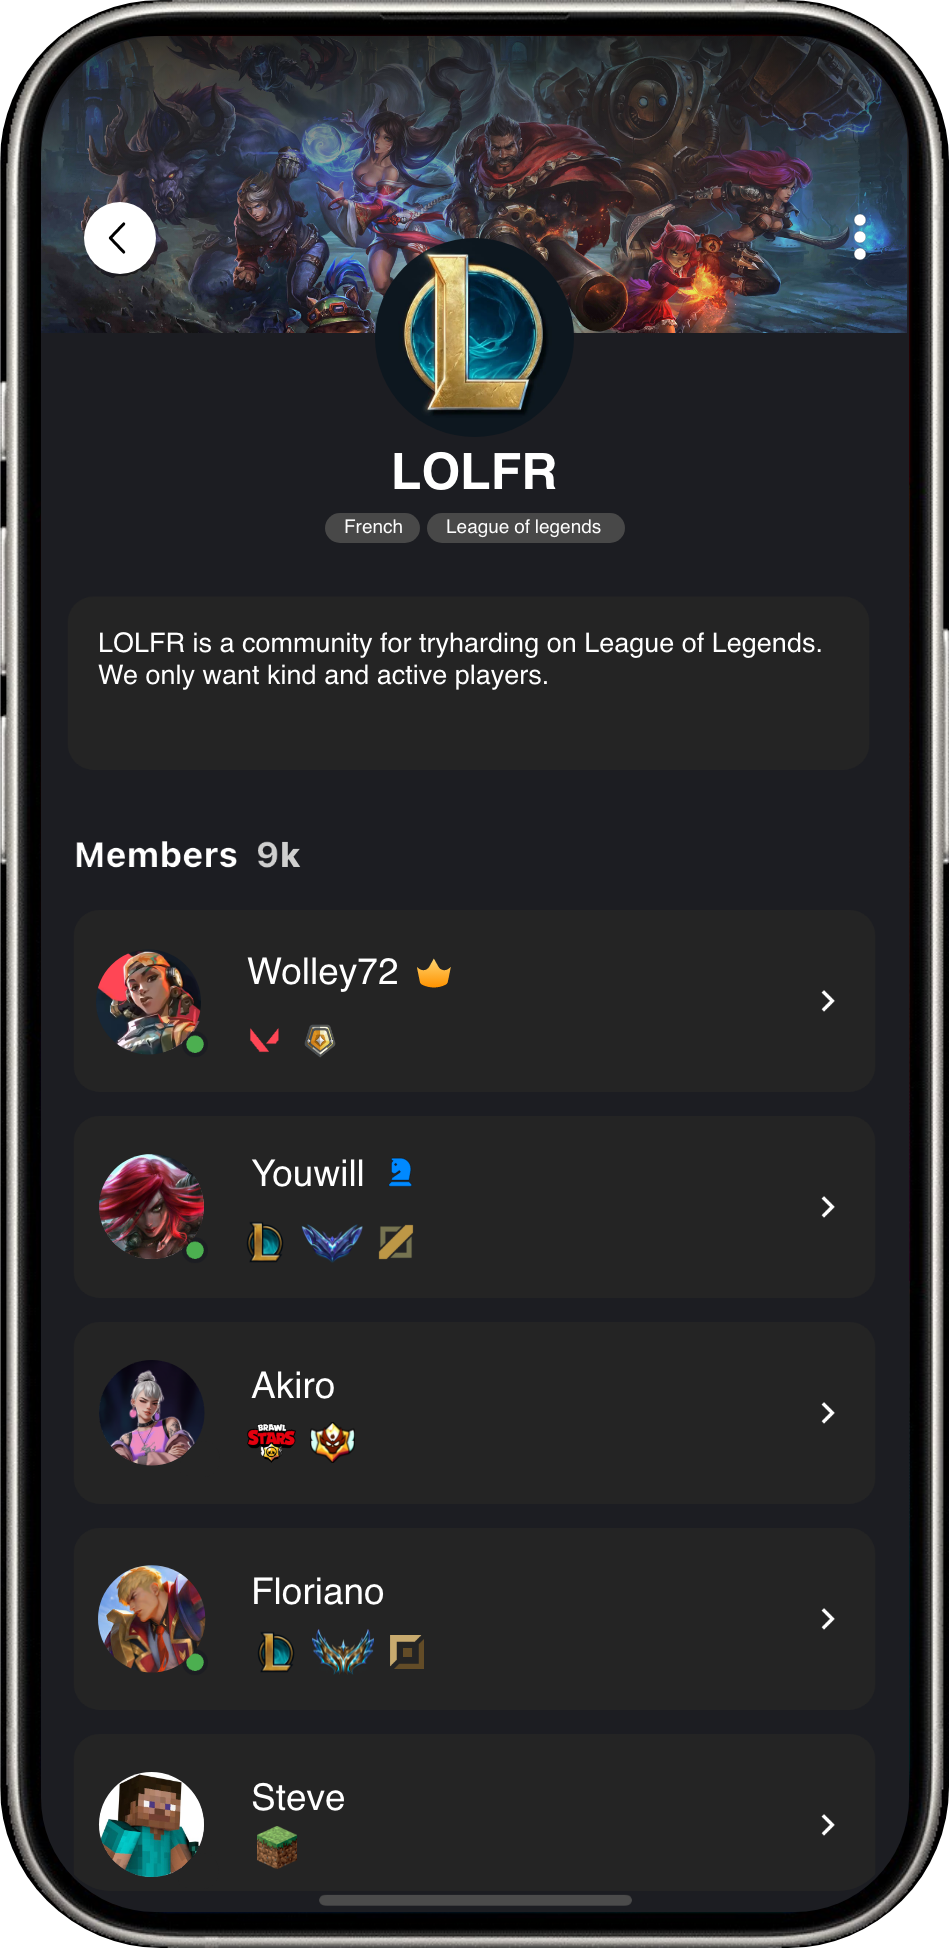 LOLFR
French League of legends
LOLFR is a community for tryharding on League of Legends.
We only want kind and active players.
Members 9k
Wolley72
Youwill
Akiro
BRAWL
STARS
Floriano
Steve